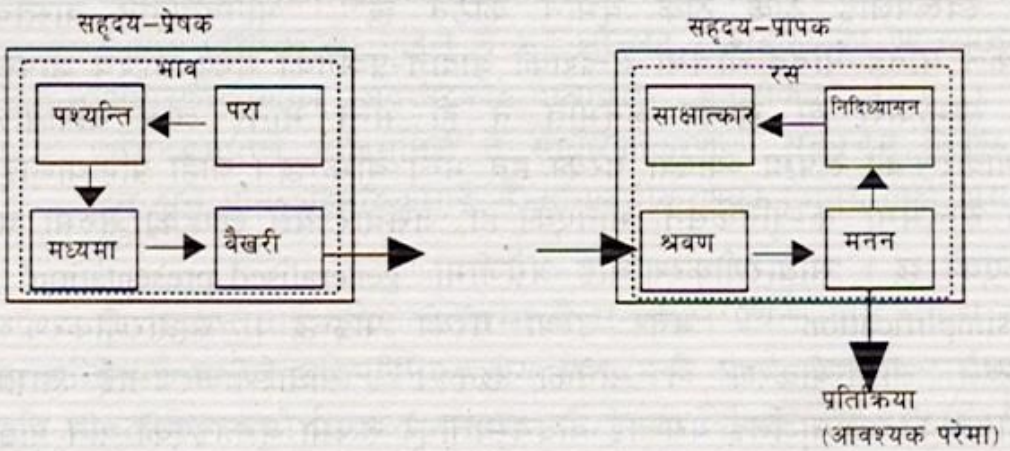 सहृदय-प्रेषक
भाव
पश्यन्ति
परा
मध्यमा
बैखरी
सहृदय-प्रापक
रस
साक्षात्कार
निदिध्यासन
श्रवण
मनन
प्रतिक्रिया
(आवश्यक परेमा)